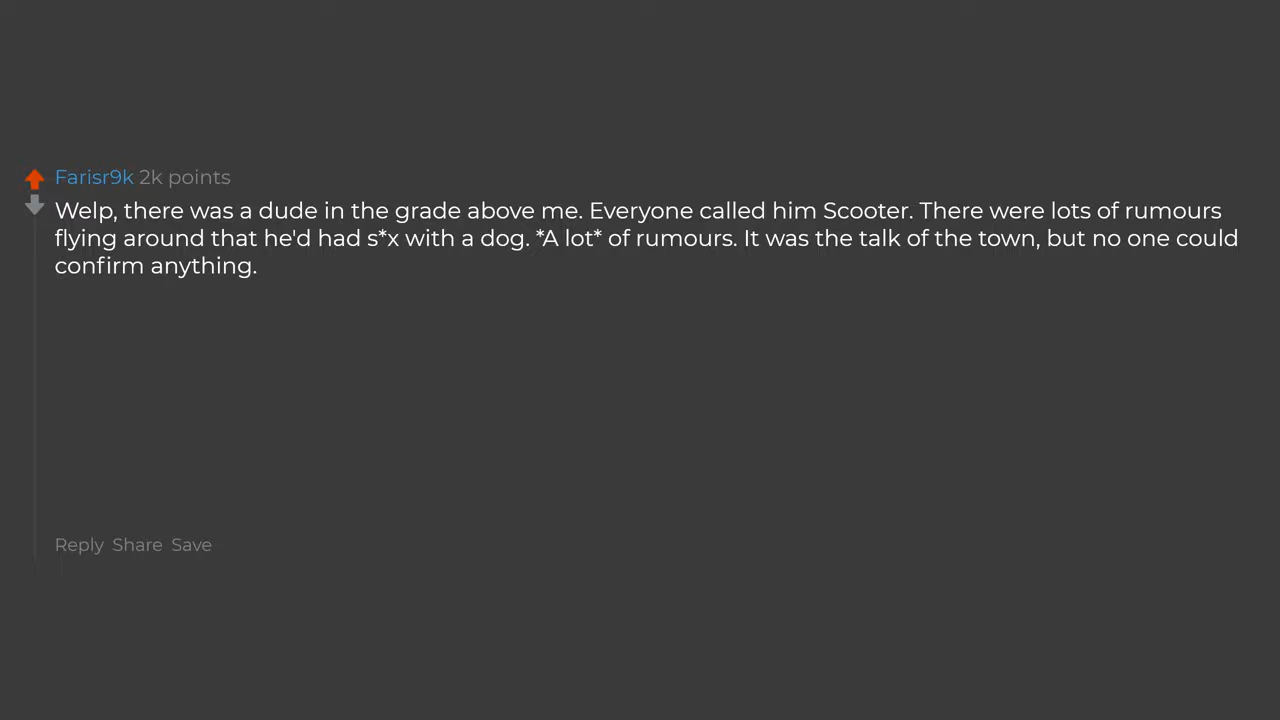 Farisr9k 2k points
Welp, there was a dude in the grade above me. Everyone called him Scooter. There were lots of rumours
flying around that he'd had s*x with a dog. *A lot* of rumours. It was the talk of the town, but no one could
confirm anything.
Reply Share Save